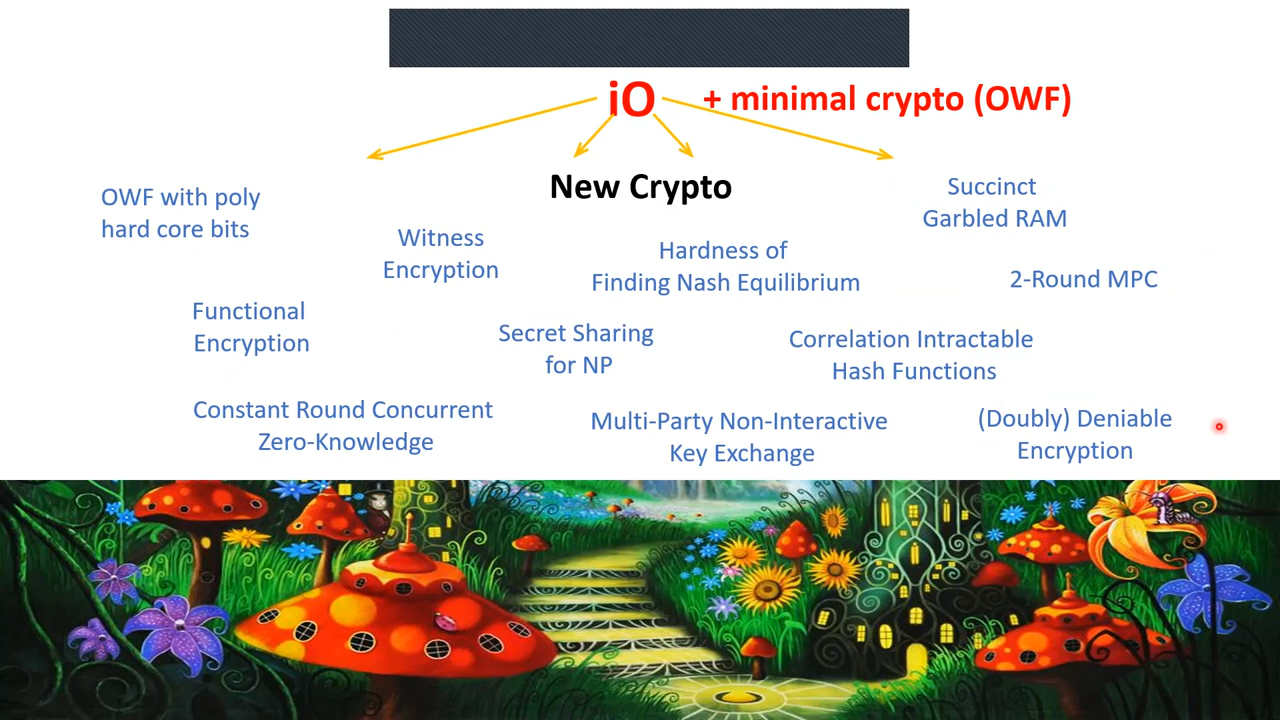 iO + minimal crypto (OWF)
New Crypto
OWF with poly
hard core bits
Witness
Encryption
Hardness of
Finding Nash Equilibrium
Succinct
Garbled RAM
2-Round MPC
Functional
Encryption
Secret Sharing
for NP
Correlation Intractable
Hash Functions
Constant Round Concurrent
Zero-Knowledge
Multi-Party Non-Interactive
Key Exchange
(Doubly) Deniable
Encryption